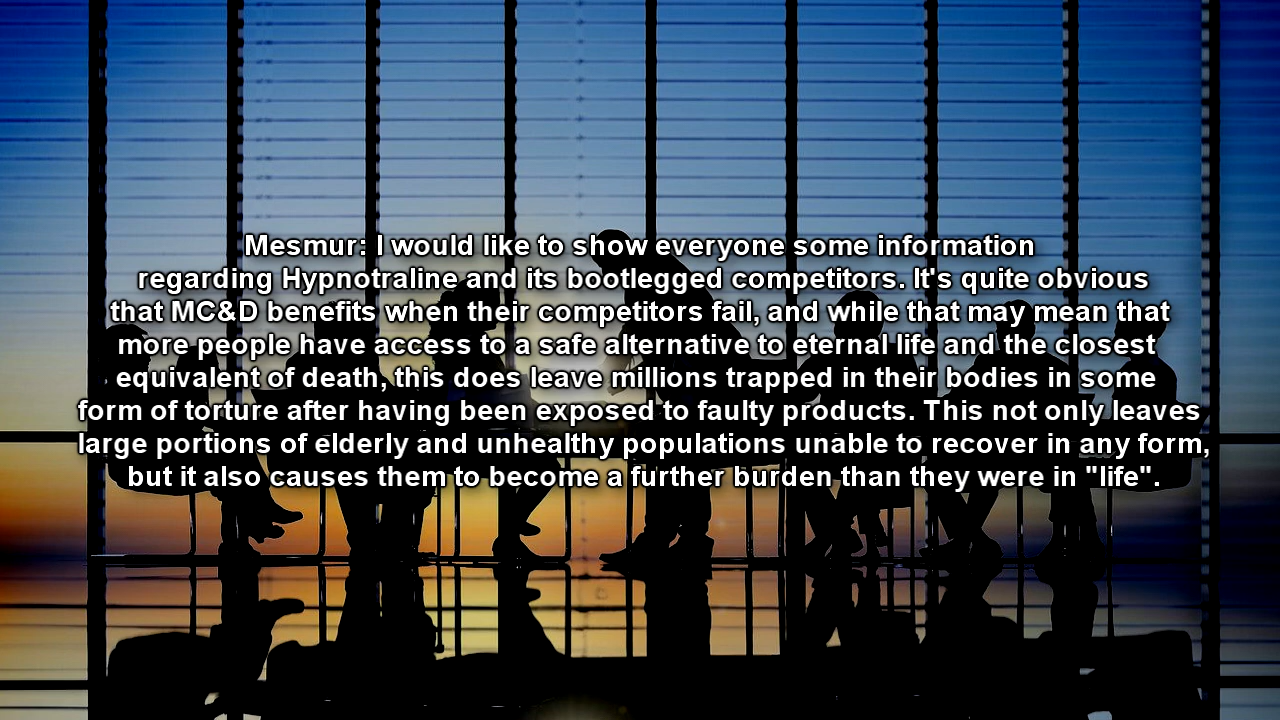 Mesmur: I would like to show everyone some information
regarding Hypnotraline and its bootlegged competitors. It's quite obvious
that MC&D benefits when their competitors fail, and while that may mean that
more people have access to a safe alternative to eternal life and the closest
equivalent of death, this does leave millions trapped in their bodies in some
form of torture after having been exposed to faulty products. This not only leaves
large portions of elderly and unhealthy populations unable to recover in any form,
but it also causes them to become a further burden than they were in "life".